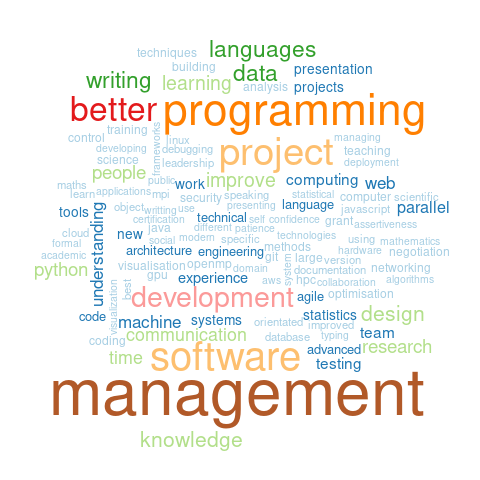 languages
techniques
building
data
presentation
writing
learning
analysis
projects
better
programming
training
control
frameworks
linux
managing
developing
debugging
project
teaching
science
leadership
deployment
people
public
work
improve
computing
web
maths
learn
applications
mpi
security
speaking
statistical
computer
scientific
tools
understanding
object
writting
use
presenting
language
javascript
parallel
certification
technical
self
confidence
grant
assertiveness
cloud
new
java
different
patience
technologies
formal
social
modern
specific
methods
using
mathematics
academic
architecture
engineering
git
large
version
hardware
negotiation
python
visualisation
openmp
domain
system
documentation
networking
gpu
experience
aws
hpc
collaboration
algorithms
visualization
best
development
agile
optimisation
code
machine
systems
orientated
statistics
design
improved
coding
communication
database
typing
team
time
software
advanced
research
testing
management
knowledge